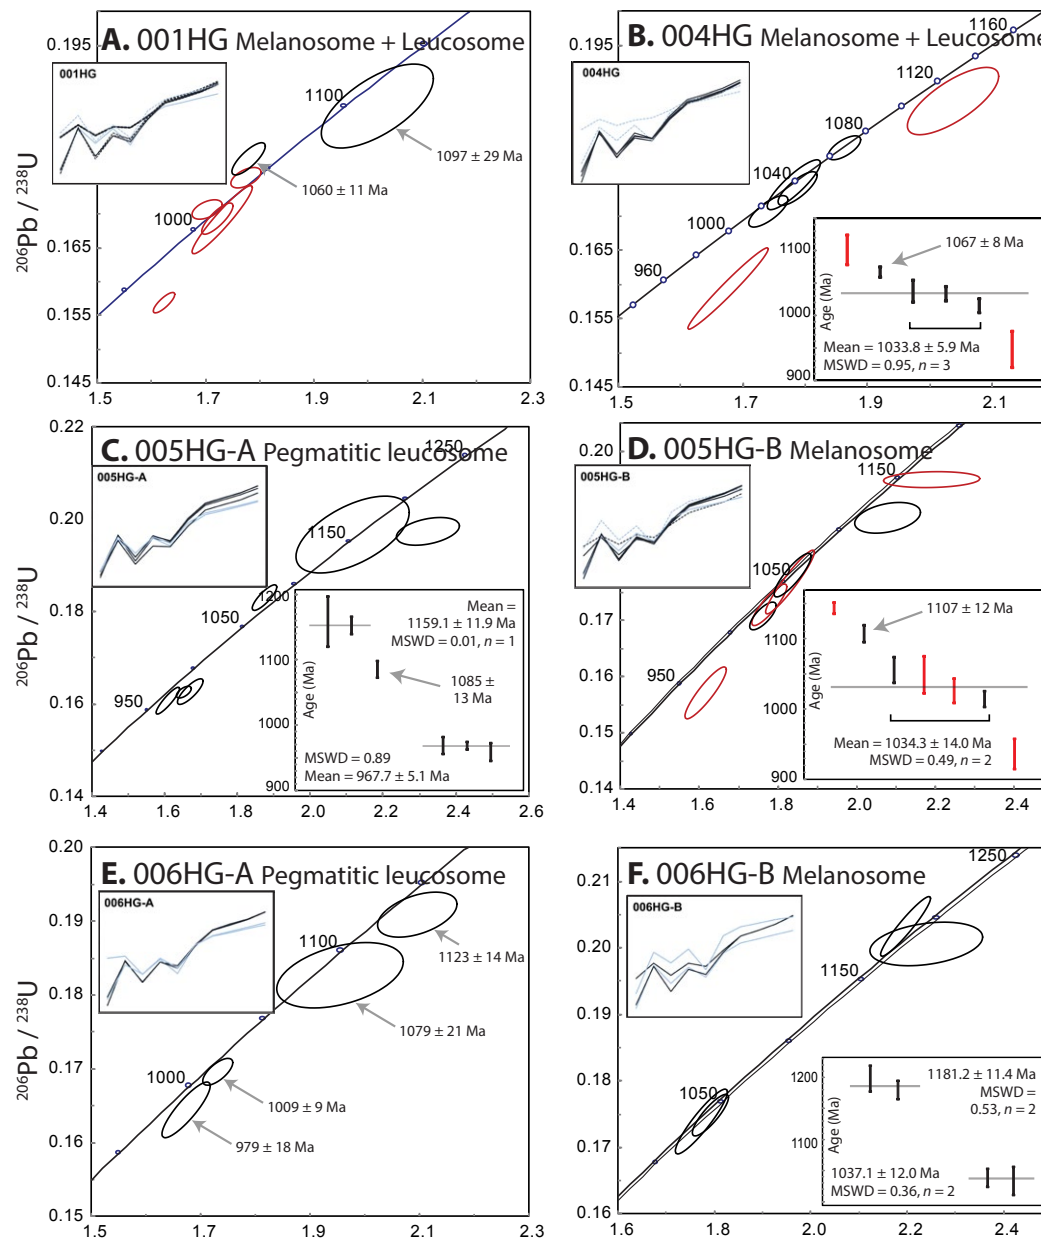 A. 001HG Melanosome + Leucosome
001HG
0.195
0.165
0.155
0.145
206Pb / 238U
1100
1000
1097 ± 29 Ma
1060 ± 11 Ma
1.5 1.7 1.9 2.1 2.3
B. 004HG Melanosome + Leucosome
004HG
0.195
0.165
0.155
0.145
1160
1120
1080
1040
1000
960
1100
1000
900
Age (Ma)
1067 ± 8 Ma
Mean = 1033.8 ± 5.9 Ma
MSWD = 0.95, n = 3
1.5 1.7 1.9 2.1
C. 005HG-A Pegmatitic leucosome
005HG-A
0.22
0.20
0.18
0.16
0.14
206Pb / 238U
1250
1150
1050
950
1200
1100
1000
900
Age (Ma)
Mean =
1159.1 ± 11.9 Ma
MSWD = 0.01, n = 1
1085 ±
13 Ma
MSWD = 0.89
Mean = 967.7 ± 5.1 Ma
1.4 1.6 1.8 2.0 2.2 2.4 2.6
D. 005HG-B Melanosome
005HG-B
0.20
0.17
0.16
0.15
0.14
1150
1050
950
1100
1000
900
Age (Ma)
1107 ± 12 Ma
Mean = 1034.3 ± 14.0 Ma
MSWD = 0.49, n = 2
1.4 1.6 1.8 2.0 2.2 2.4
E. 006HG-A Pegmatitic leucosome
006HG-A
0.20
0.19
0.18
0.17
0.16
0.15
206Pb / 238U
1100
1000
1123 ± 14 Ma
1079 ± 21 Ma
1009 ± 9 Ma
979 ± 18 Ma
1.5 1.7 1.9 2.1 2.3
F. 006HG-B Melanosome
006HG-B
0.21
0.20
0.19
0.18
0.17
0.16
1250
1150
1050
1200
1100
Age (Ma)
1181.2 ± 11.4 Ma
MSWD =
0.53, n = 2
1037.1 ± 12.0 Ma
MSWD = 0.36, n = 2
1.6 1.8 2.0 2.2 2.4